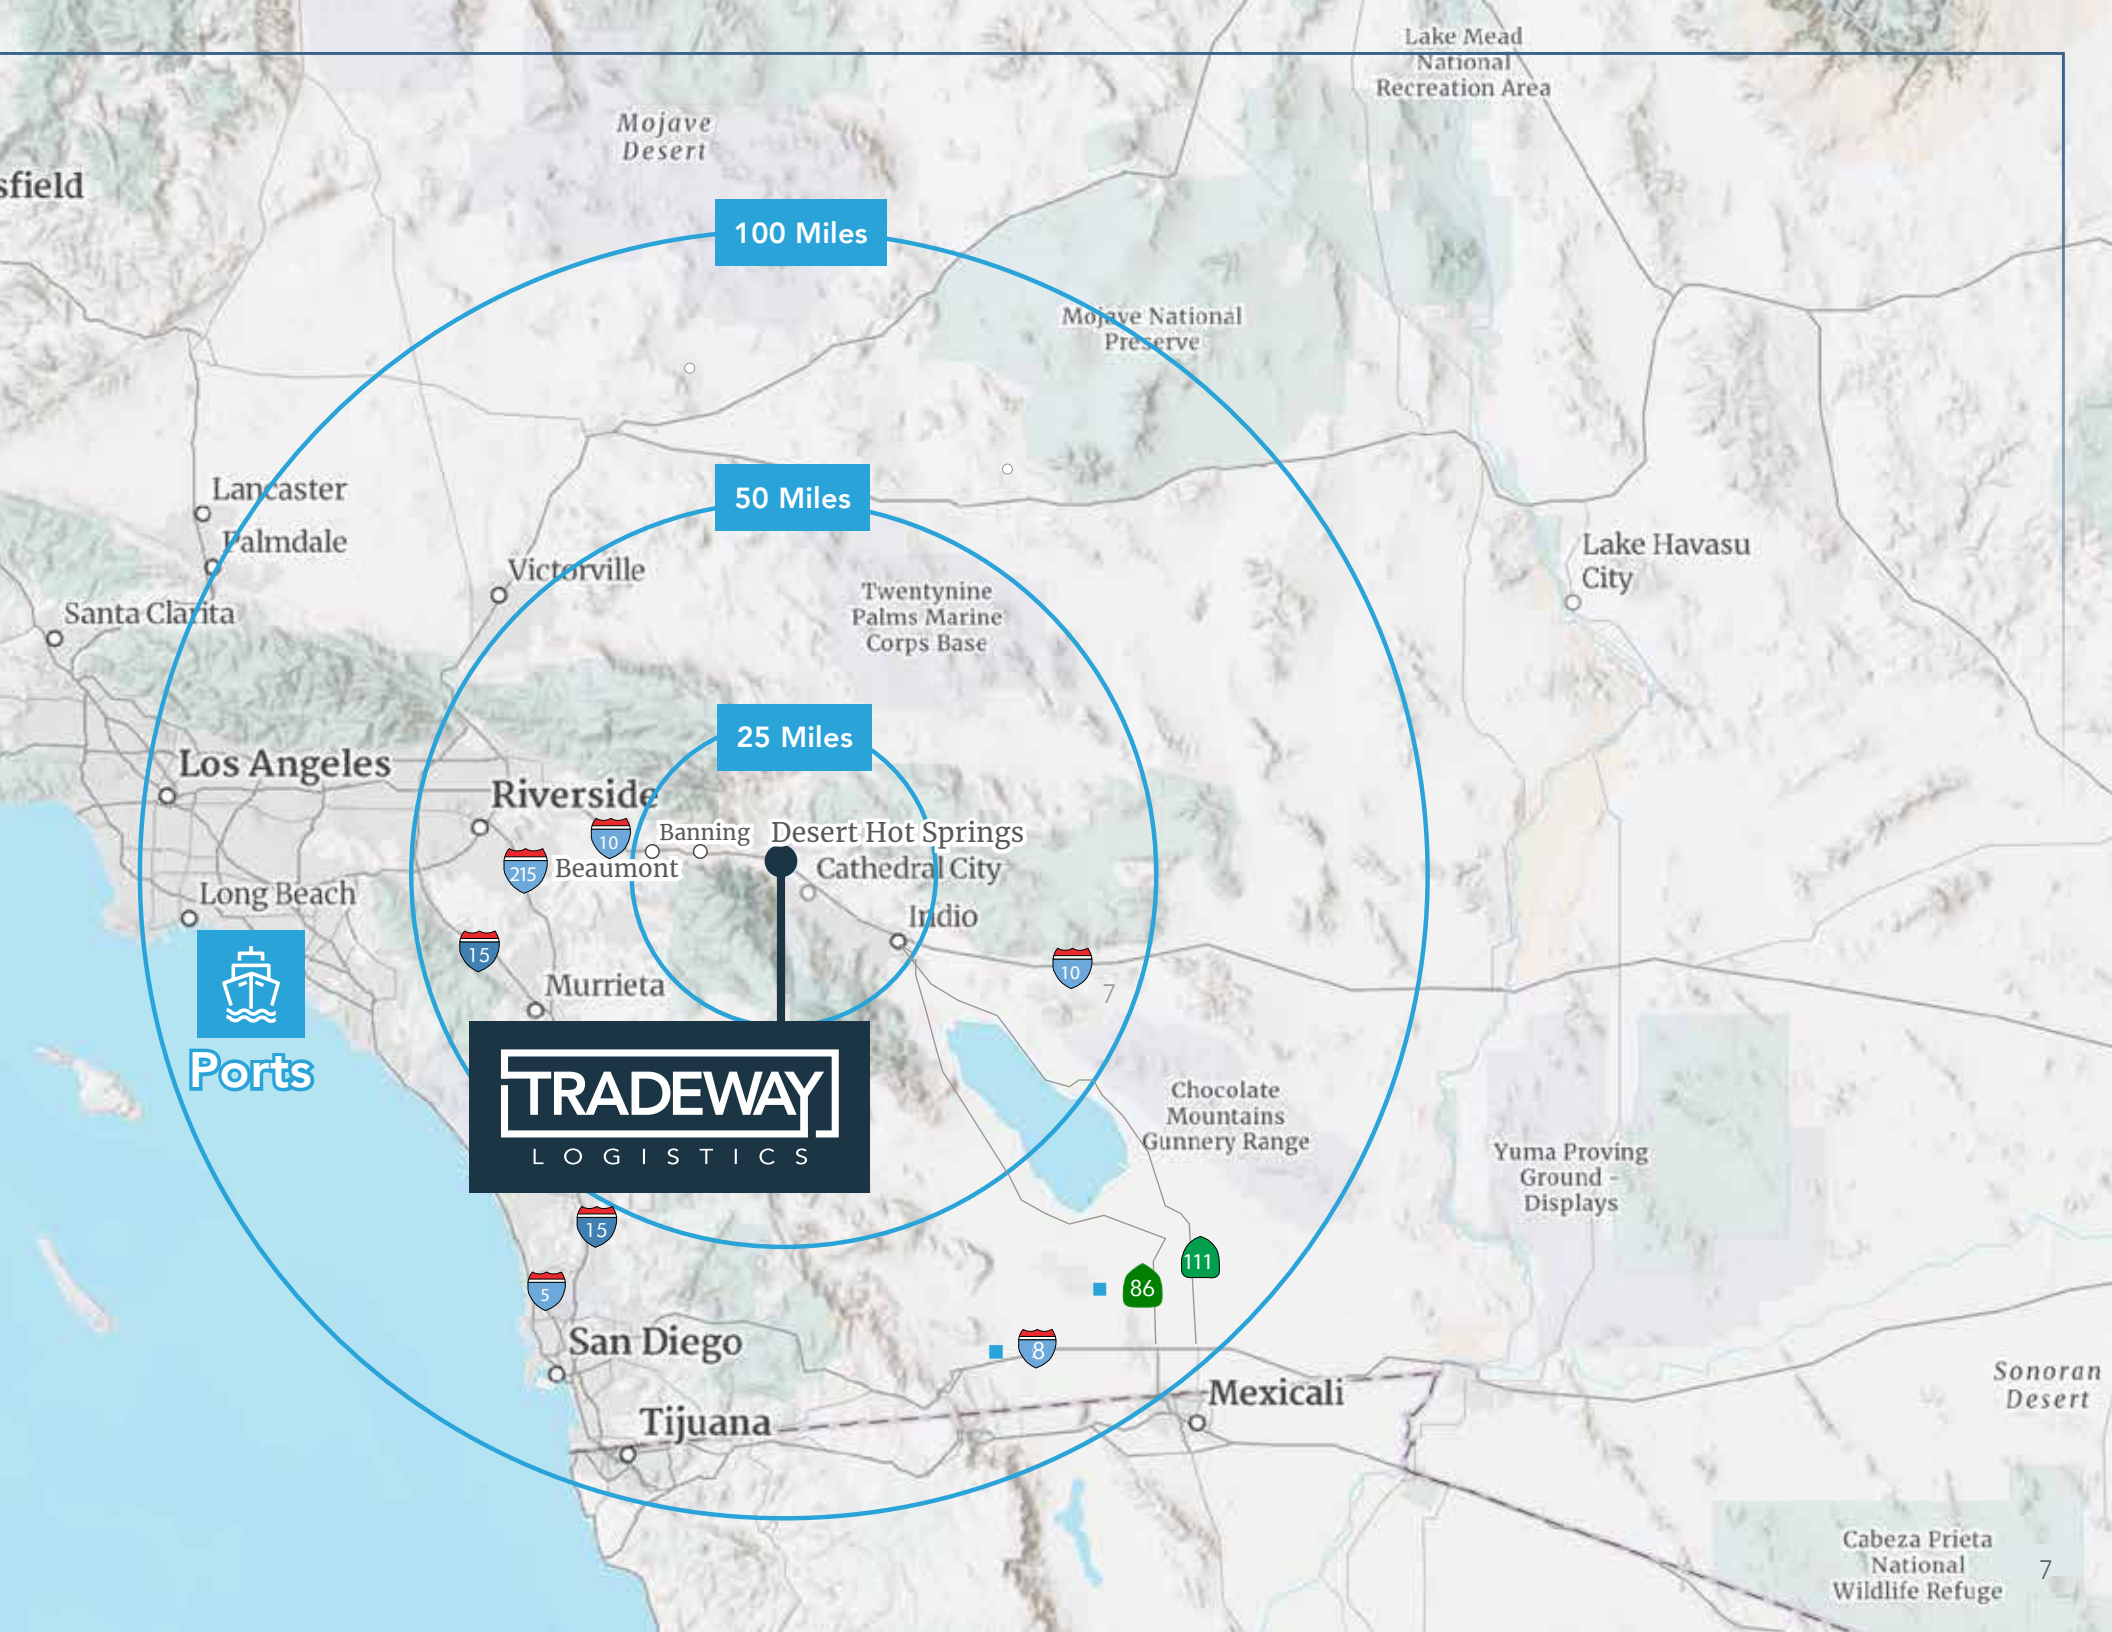 Lake Mead
National
Recreation Area
Mojave
Desert
sfield
100 Miles
Mojave National
Preserve
Lancaster
50 Miles
Palmdale
Lake Havasu
City
Victorville
Twentynine
Palms Marine
Corps Base
Santa Clarita
25 Miles
Los Angeles
Riverside
10
Banning
Desert Hot Springs
215
Beaumont
Cathedral City
Long Beach
Indio
15
10
7
Murrieta
Ports
TRADEWAY
LOGISTICS
Chocolate
Mountains
Gunnery Range
Yuma Proving
Ground -
Displays
15
111
86
5
San Diego
8
Mexicali
Sonoran
Desert
Tijuana
Cabeza Prieta
National
Wildlife Refuge
7